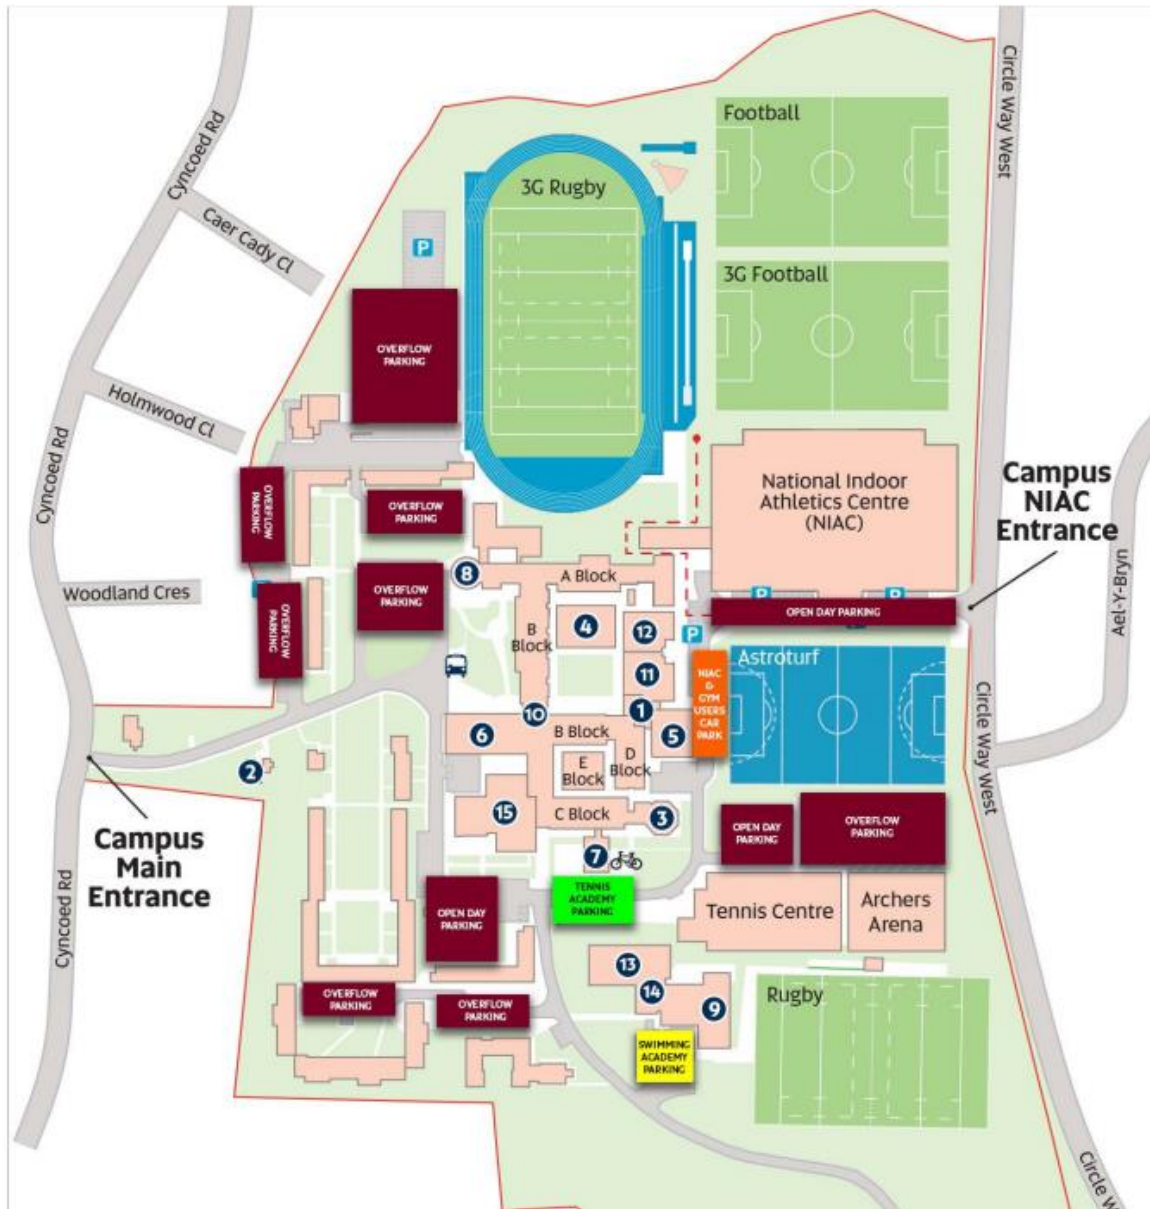 Circle Way West
Football
Cyncoed Rd
3G Rugby
Caer Cady Cl
P
3G Football
OVERFLOW
PARKING
Holmwood Cl
Cyncoed Rd
OVERFLOW
PARKING
OVERFLOW
PARKING
National Indoor
Athletics Centre
(NIAC)
Campus
NIAC
Entrance
Woodland Cres
OVERFLOW
PARKING
OVERFLOW
PARKING
8
A Block
P
P
OPEN DAY PARKING
Ael-Y-Bryn
B
Block
4
12
P
11
Astroturf
NIAC
&
GYM
USERS
CAR
PARK
10
1
6
B Block
5
D
Block
E
Block
Circle Way West
2
15
C Block
3
OPEN DAY
PARKING
OVERFLOW
PARKING
Campus
Main
Entrance
7
TENNIS
ACADEMY
PARKING
OPEN DAY
PARKING
Tennis Centre
Archers
Arena
Cyncoed Rd
13
14
9
Rugby
OVERFLOW
PARKING
OVERFLOW
PARKING
SWIMMING
ACADEMY
PARKING
Circle W